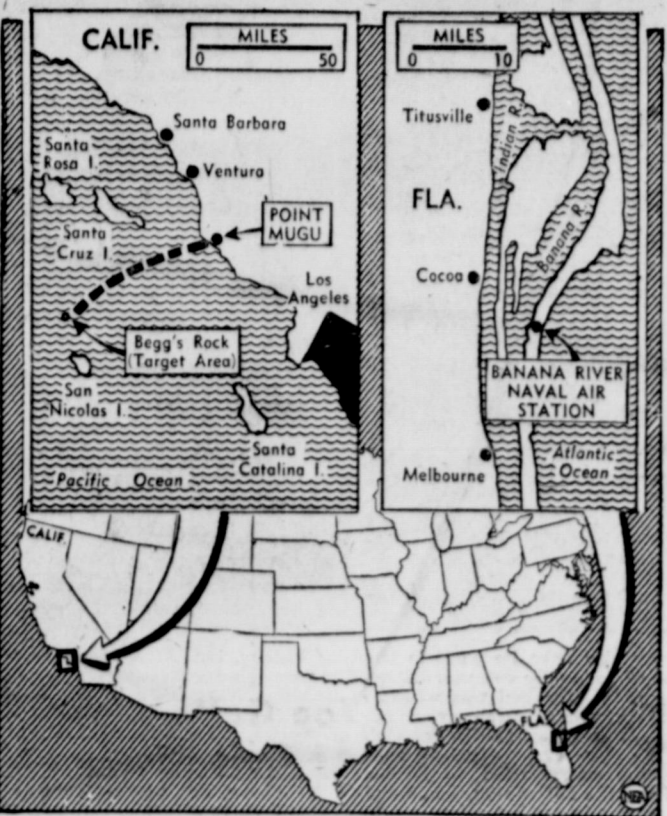 CALIF.
MILES
0 50
Santa Barbara
Santa
Rosa I.
Ventura
POINT
MUGU
Santa
Cruz I.
Los
Angeles
Begg's Rock
(Target Area)
San
Nicolas I.
Santa
Catalina I.
Pacific Ocean
MILES
0 10
Titusville
Indian R.
FLA.
Banana R.
Cocoa
BANANA RIVER
NAVAL AIR
STATION
Atlantic
Ocean
Melbourne
CALIF.
FLA.
NEA